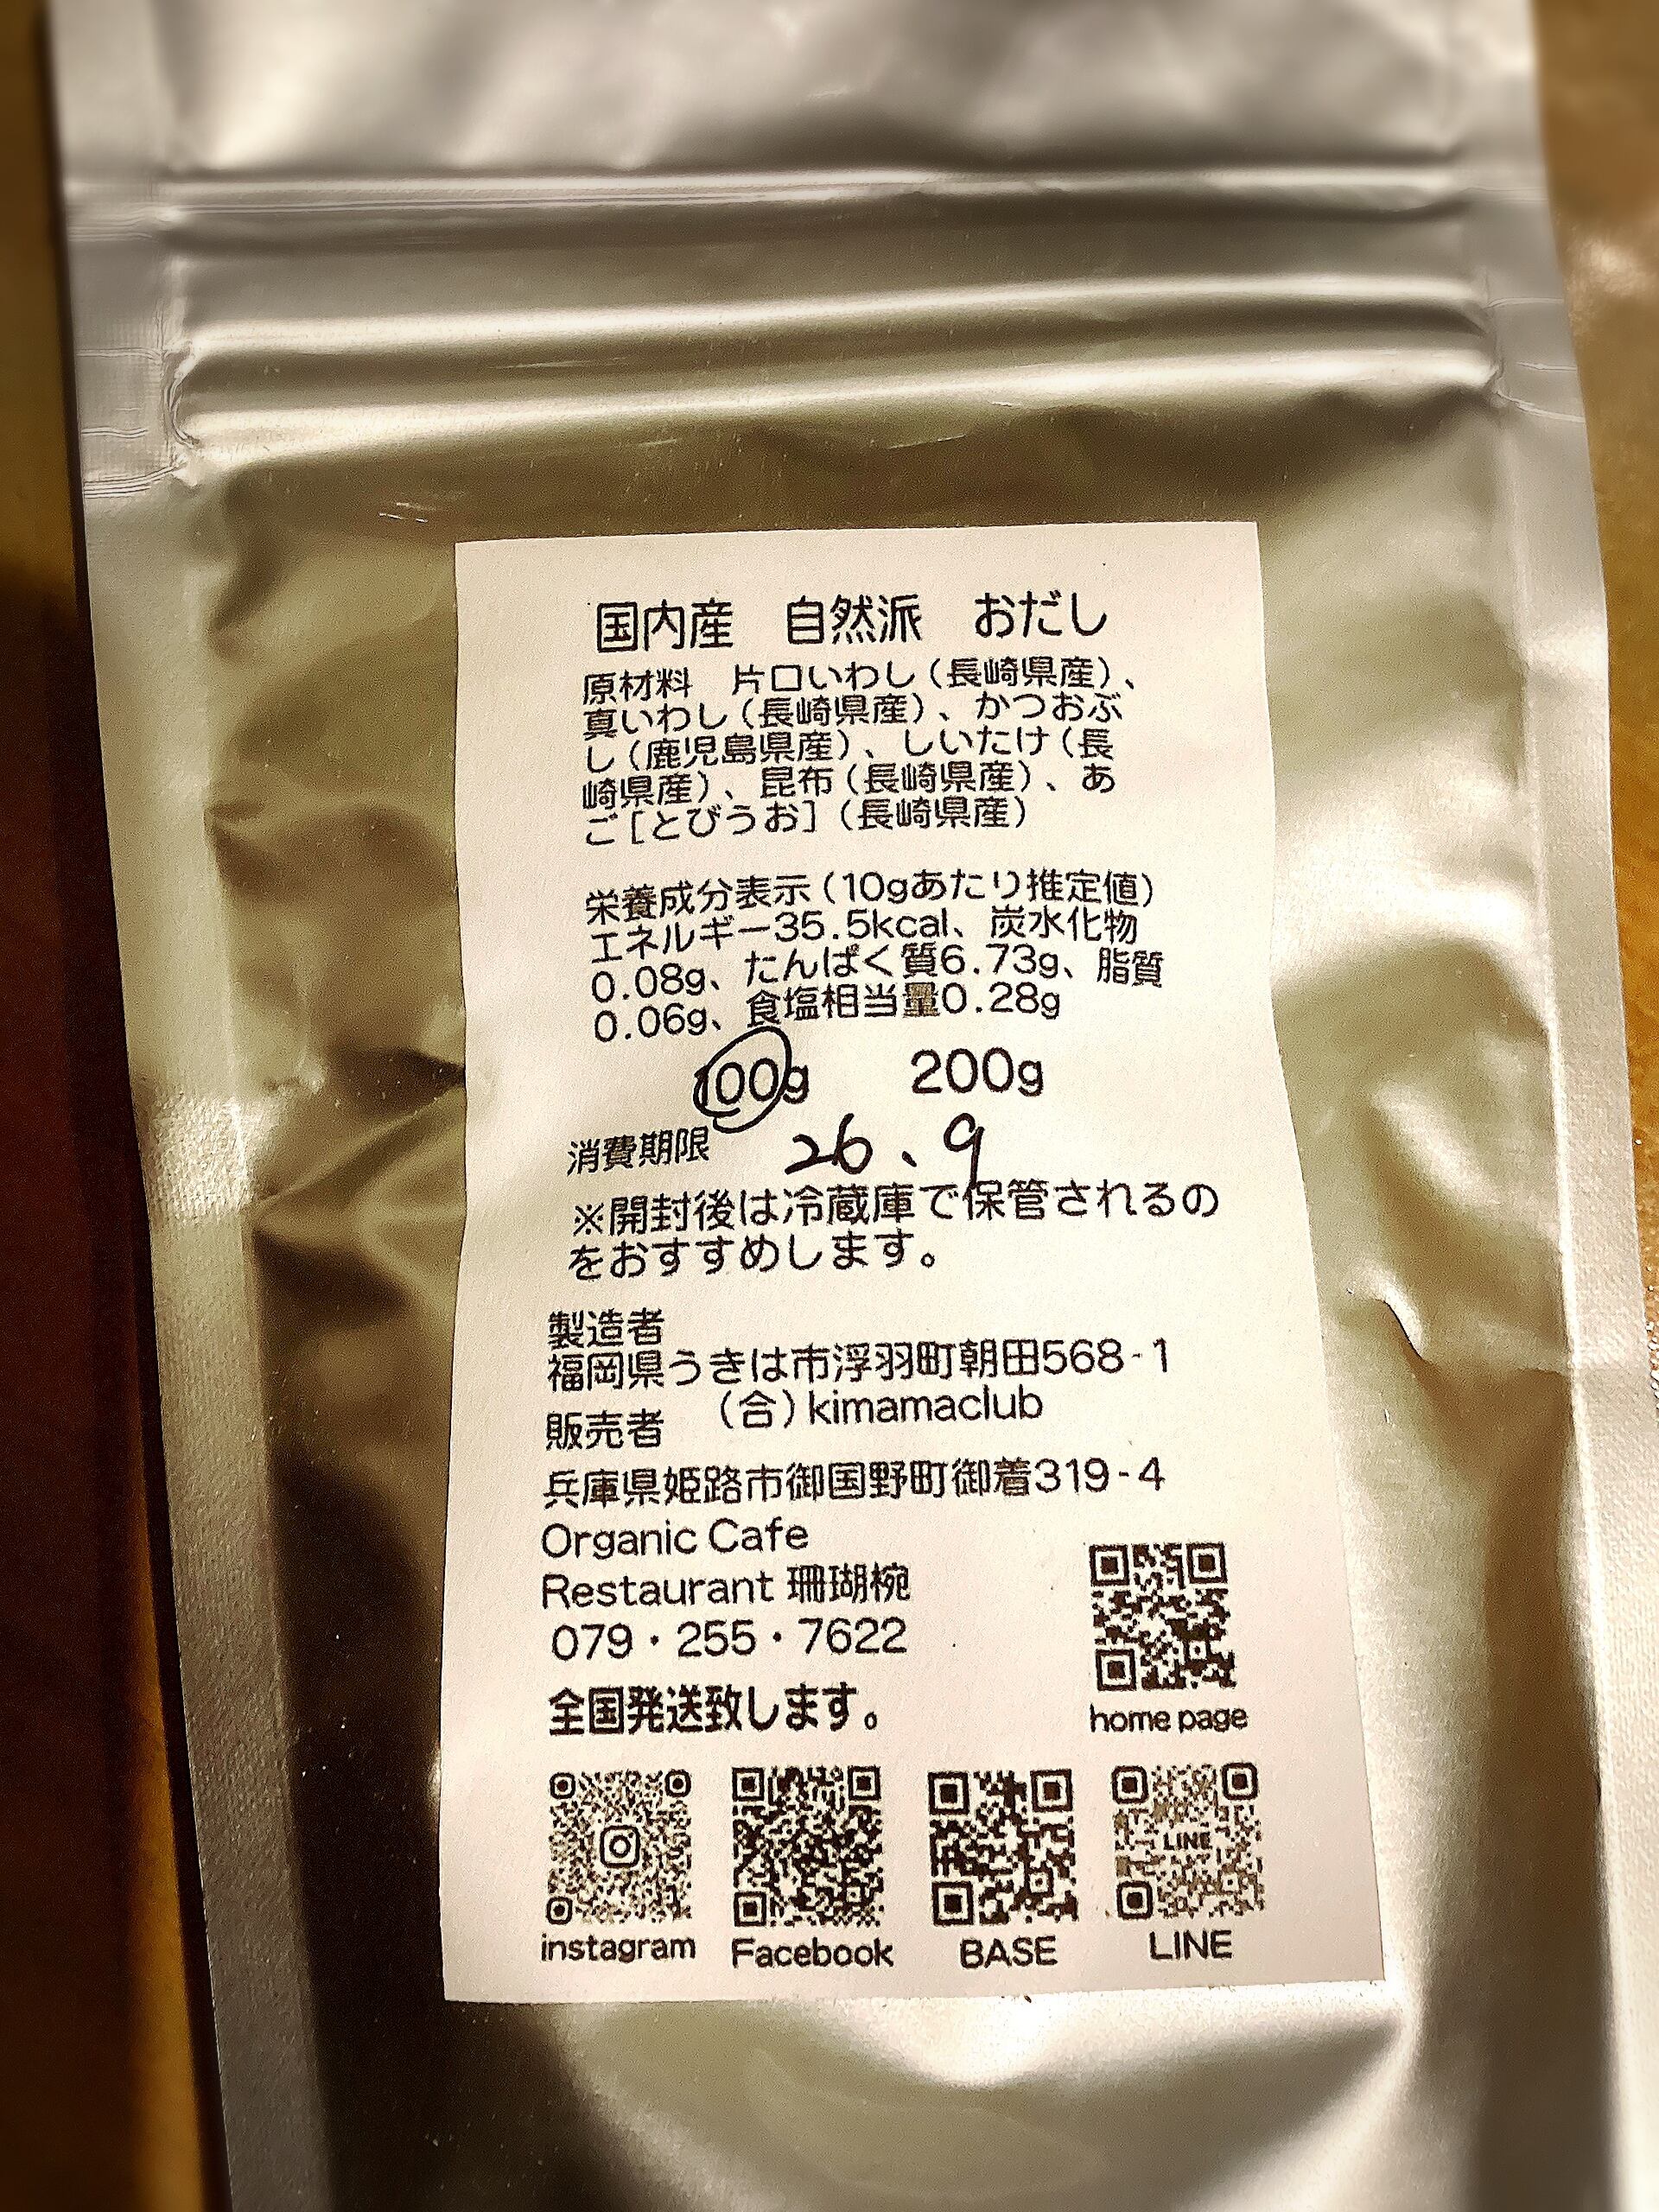 国内産　自然派　おだし
原材料　片口いわし（長崎県産）、
真いわし（長崎県産）、かつおぶ
し（鹿児島県産）、しいたけ（長
崎県産）、昆布（長崎県産）、あ
ご［とびうお］（長崎県産）
栄養成分表示（10gあたり推定値）
エネルギー35.5kcal、炭水化物
0.08g、たんぱく質6.73g、脂質
0.06g、食塩相当量0.28g
100g　200g
消費期限　26、9
※開封後は冷蔵庫で保管されるの
をおすすめします。
製造者
福岡県うきは市浮羽町朝田568-1
（合）kimamaclub
販売者
兵庫県姫路市御国野町御着319-4
Organic Cafe
Restaurant 珊瑚椀
079・255・7622
全国発送致します。
home page
instagram　Facebook　BASE　LINE
LINE